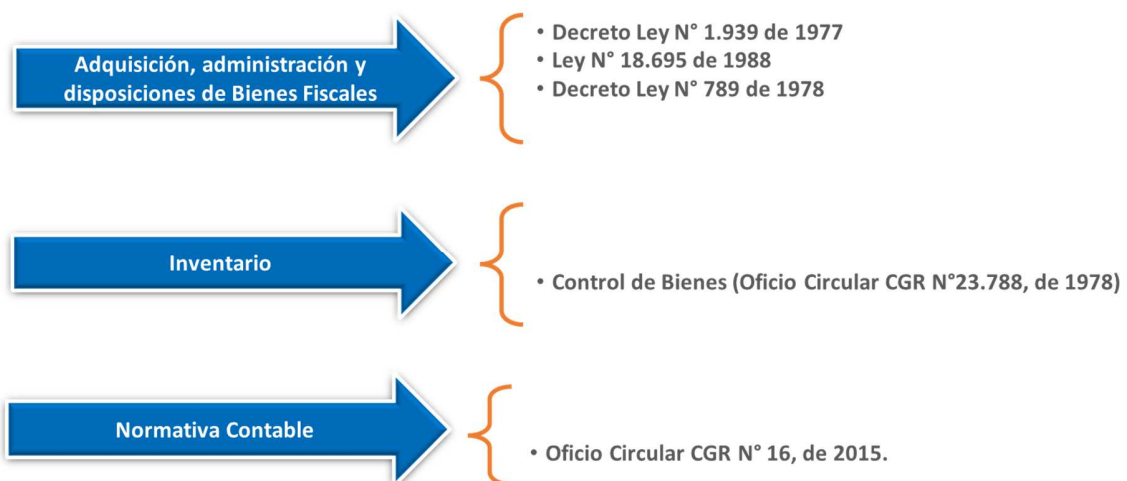 Adquisición, administración y
disposiciones de Bienes Fiscales
• Decreto Ley N° 1.939 de 1977
• Ley N° 18.695 de 1988
• Decreto Ley N° 789 de 1978
Inventario
• Control de Bienes (Oficio Circular CGR N°23.788, de 1978)
Normativa Contable
• Oficio Circular CGR N° 16, de 2015.